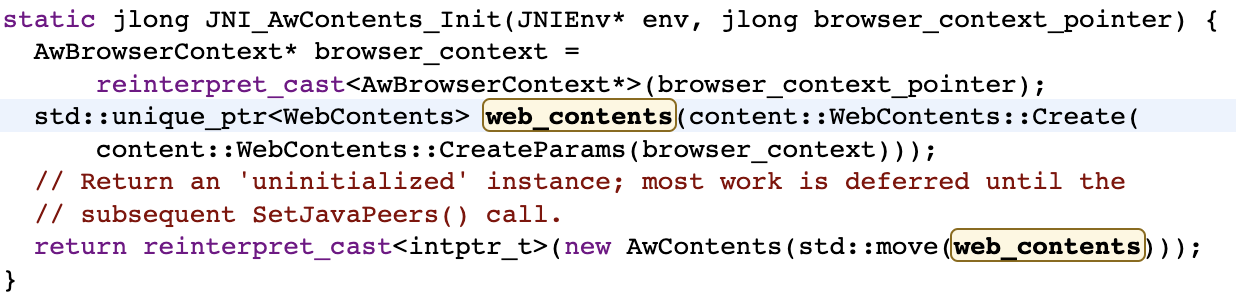 static jlong JNI_AwContents_Init(JNIEnv* env, jlong browser_context_pointer) {
  AwBrowserContext* browser_context =
      reinterpret_cast<AwBrowserContext*>(browser_context_pointer);
  std::unique_ptr<WebContents> web_contents(content::WebContents::Create(
      content::WebContents::CreateParams(browser_context)));
  // Return an 'uninitialized' instance; most work is deferred until the
  // subsequent SetJavaPeers() call.
  return reinterpret_cast<intptr_t>(new AwContents(std::move(web_contents)));
}